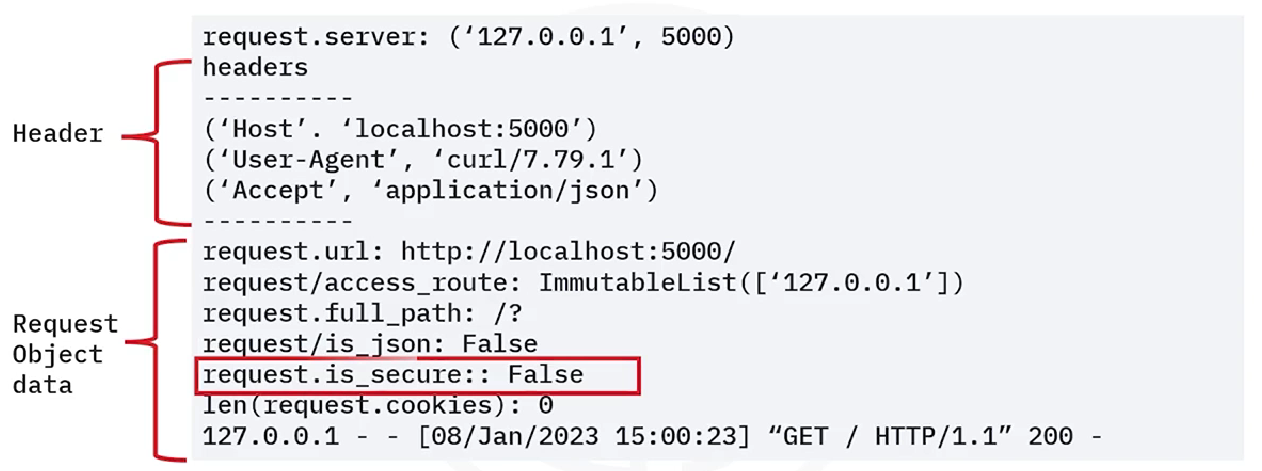 request.server: (‘127.0.0.1’, 5000)
headers
----------
Header
(‘Host’. ‘localhost:5000’)
(‘User-Agent’, ‘curl/7.79.1’)
(‘Accept’, ‘application/json’)
----------
Request
Object
data
request.url: http://localhost:5000/
request/access_route: ImmutableList([‘127.0.0.1’])
request.full_path: /?
request/is_json: False
request.is_secure:: False
len(request.cookies): 0
127.0.0.1 - - [08/Jan/2023 15:00:23] “GET / HTTP/1.1” 200 -